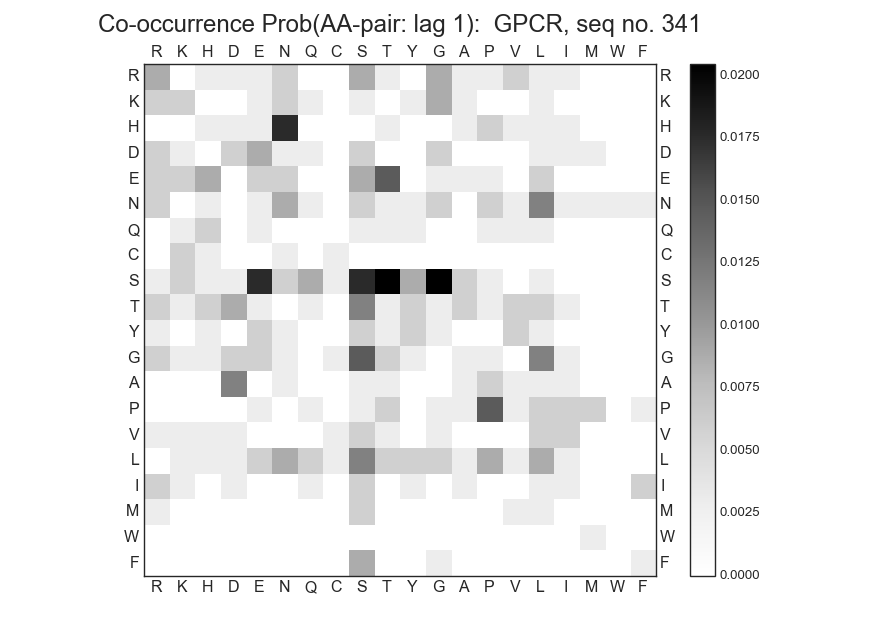 Co-occurrence Prob(AA-pair: lag 1):  GPCR, seq no. 341
R K H D E N Q C S T Y G A P V L I M W F
R R 0.0200
K K
H H 0.0175
D D
E E 0.0150
N N
Q Q 0.0125
C C
S S
T T 0.0100
Y Y
G G
A A 0.0075
P P
V V 0.0050
L L
I I 0.0025
M M
W W
F F 0.0000
R K H D E N Q C S T Y G A P V L I M W F